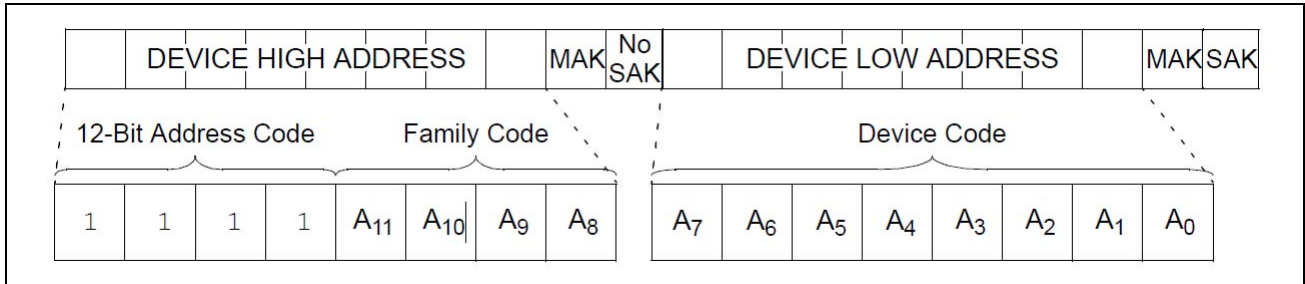 DEVICE HIGH ADDRESS MAK No SAK DEVICE LOW ADDRESS MAK SAK
12-Bit Address Code Family Code Device Code
1 1 1 1 A11 A10 A9 A8 A7 A6 A5 A4 A3 A2 A1 A0